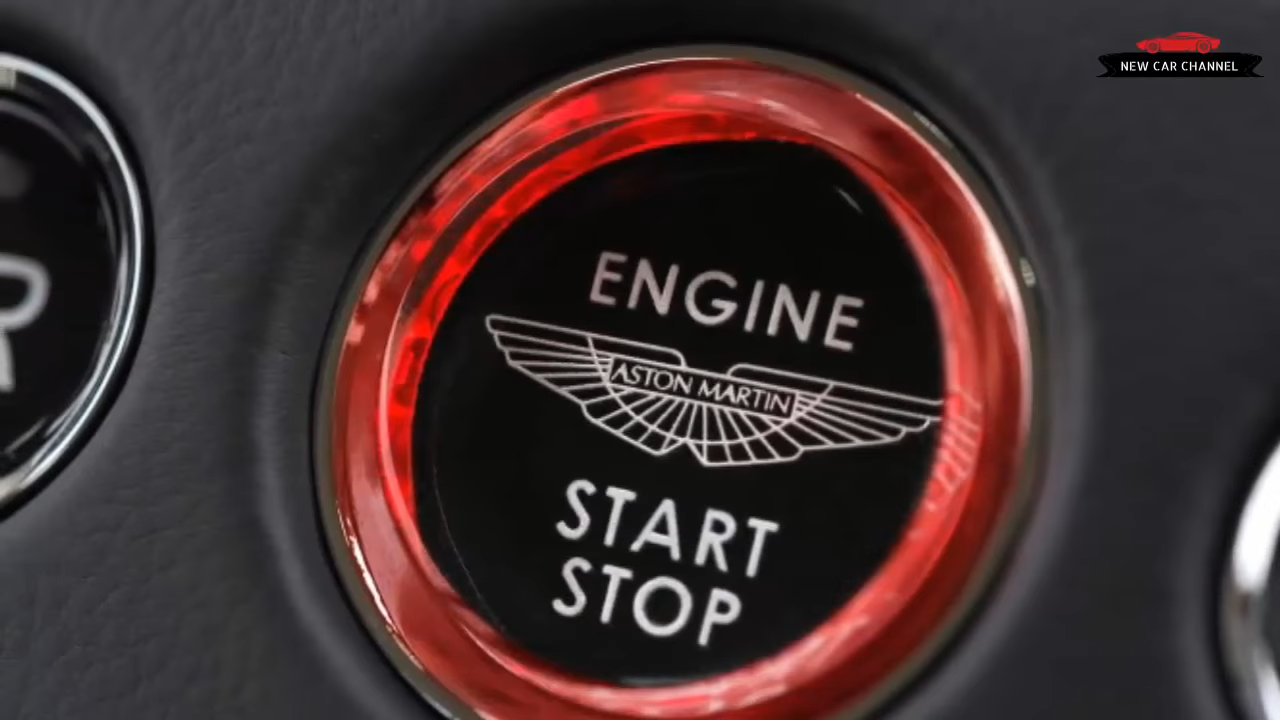 NEW CAR CHANNEL
R
ENGINE
ASTON MARTIN
START
STOP